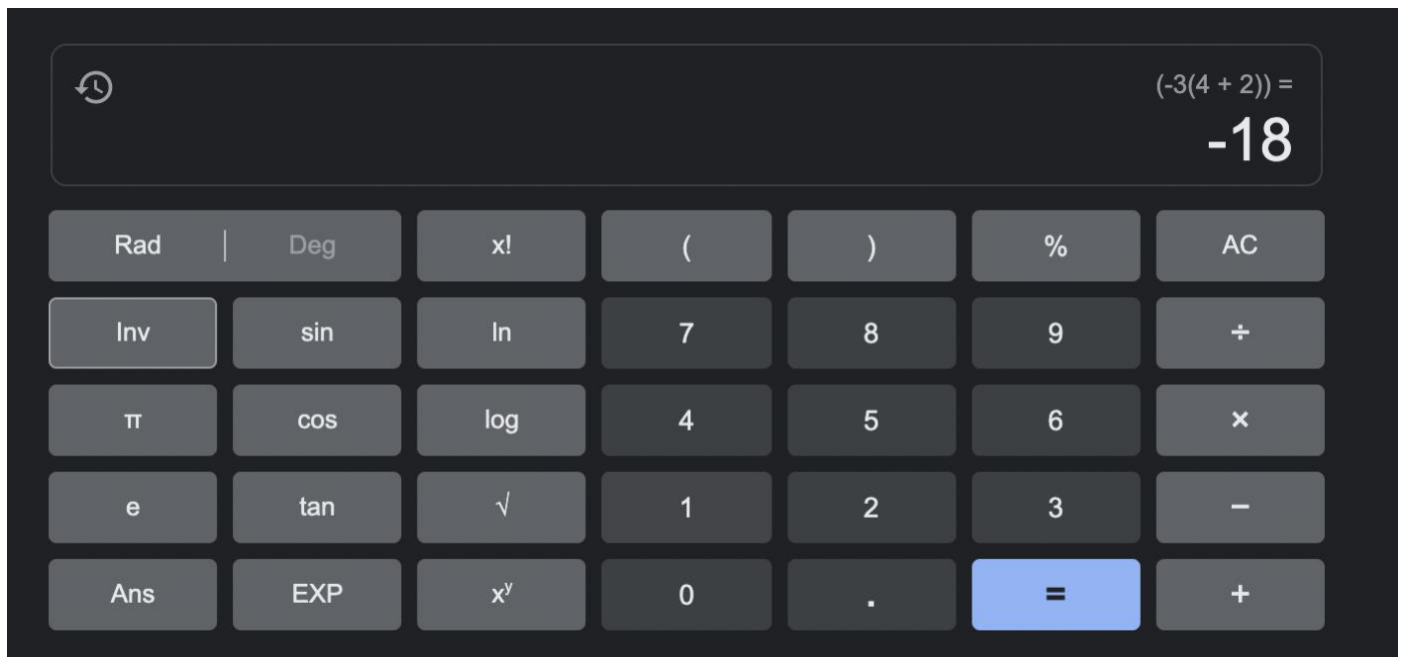 (-3(4 + 2)) =
-18
Rad | Deg x! ( ) % AC
Inv sin ln 7 8 9 ÷
π cos log 4 5 6 ×
e tan √ 1 2 3 −
Ans EXP xʸ 0 . = +